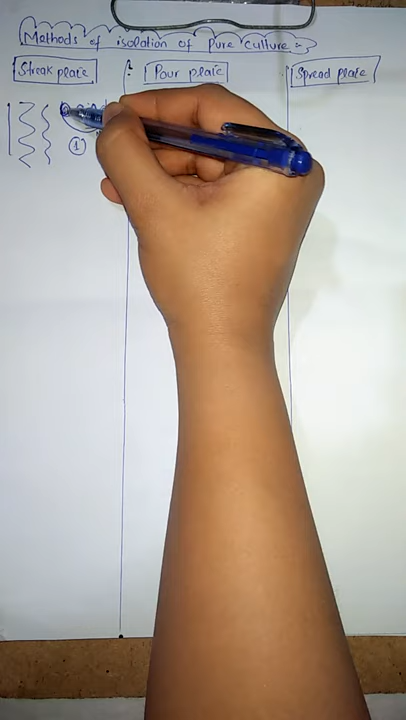 Methods of isolation of pure culture :-
Streak plate
Pour plate
Spread plate
1